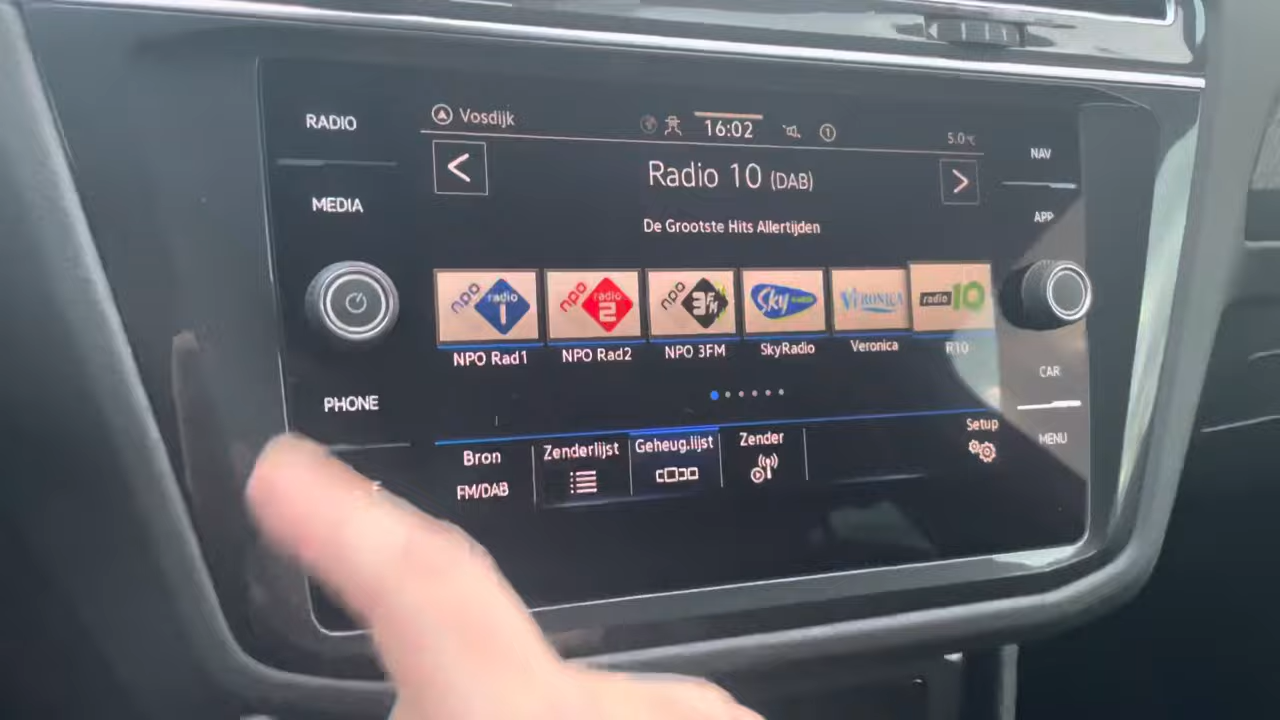 RADIO
MEDIA
PHONE
Vosdijk
16:02
1
5.0°C
Radio 10 (DAB)
De Grootste Hits Allertijden
npo radio 1
npo radio 2
npo 3FM
Sky
VERONICA
radio 10
NPO Rad1
NPO Rad2
NPO 3FM
SkyRadio
Veronica
R10
Bron
FM/DAB
Zenderlijst
Geheug.lijst
Zender
Setup
NAV
APP
CAR
MENU